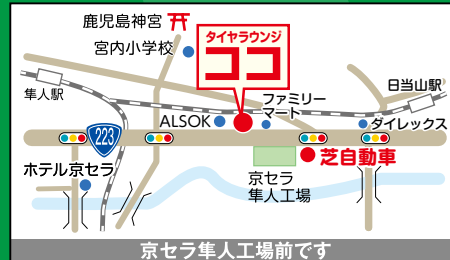 鹿児島神宮
宮内小学校
タイヤラウンジ
ココ
隼人駅
日当山駅
ファミリー
マート
ALSOK
ダイレックス
223
芝自動車
ホテル京セラ
京セラ
隼人工場
京セラ隼人工場前です